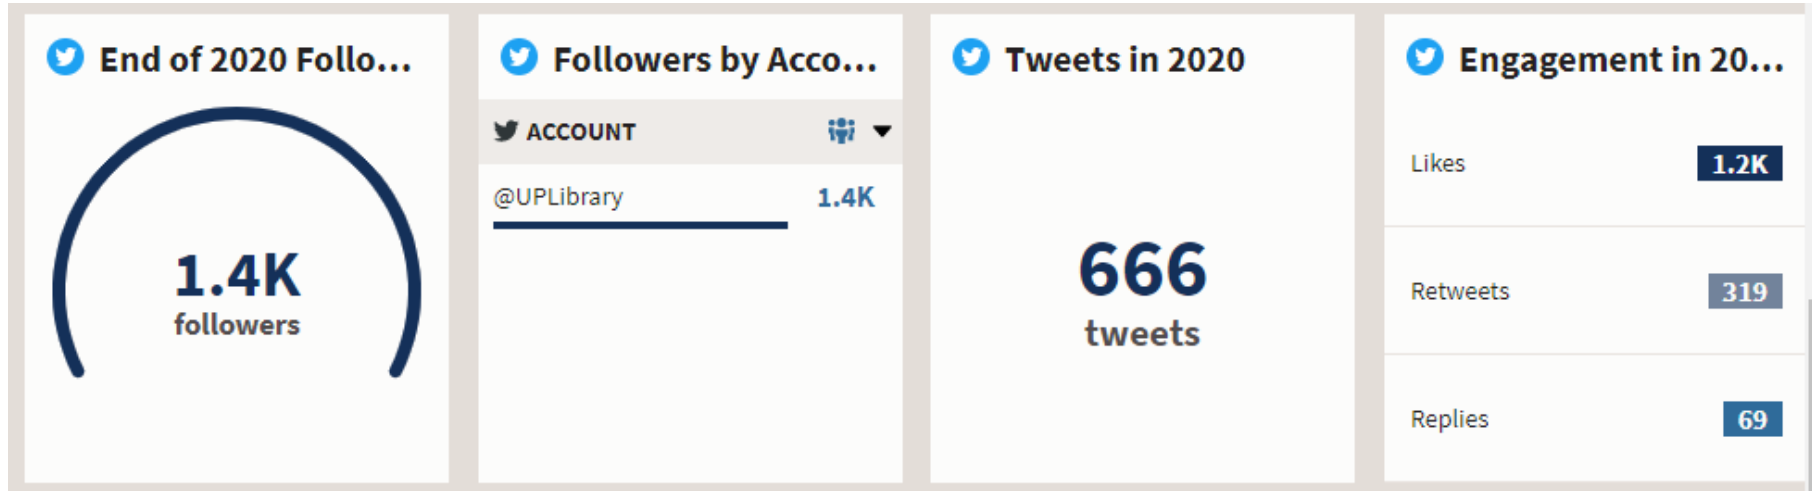 End of 2020 Follo...
1.4K
followers
Followers by Acco...
ACCOUNT
@UPLibrary 1.4K
Tweets in 2020
666
tweets
Engagement in 20...
Likes 1.2K
Retweets 319
Replies 69